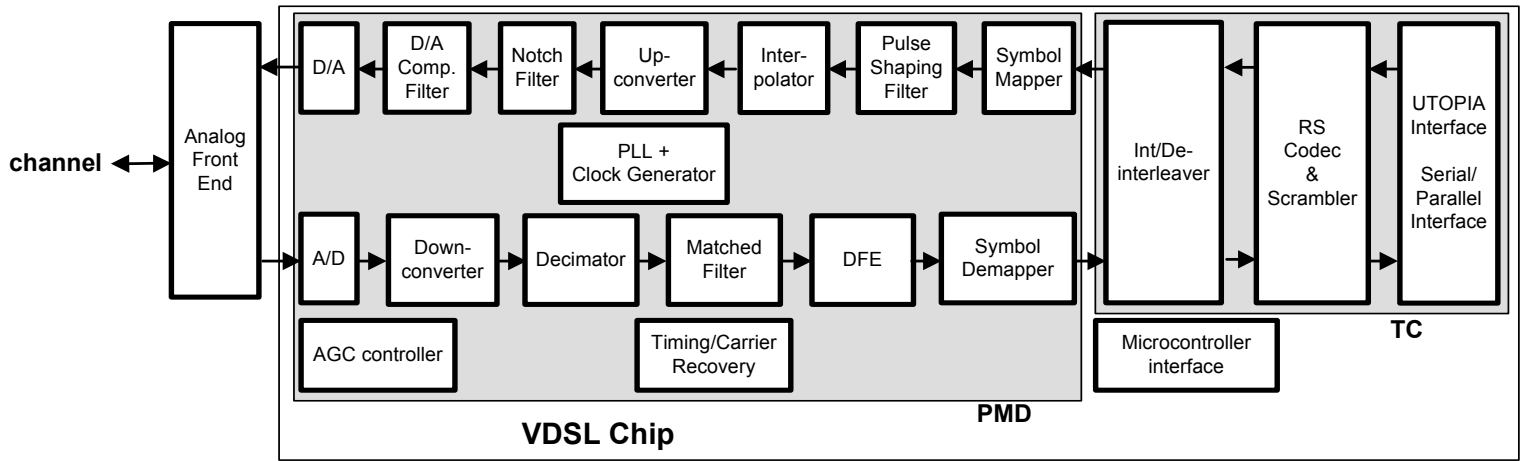 channel
Analog
Front
End
D/A
D/A
Comp.
Filter
Notch
Filter
Up-
converter
Inter-
polator
Pulse
Shaping
Filter
Symbol
Mapper
PLL +
Clock Generator
A/D
Down-
converter
Decimator
Matched
Filter
DFE
Symbol
Demapper
AGC controller
Timing/Carrier
Recovery
PMD
Int/De-
interleaver
RS
Codec
&
Scrambler
UTOPIA
Interface
Serial/
Parallel
Interface
TC
Microcontroller
interface
VDSL Chip